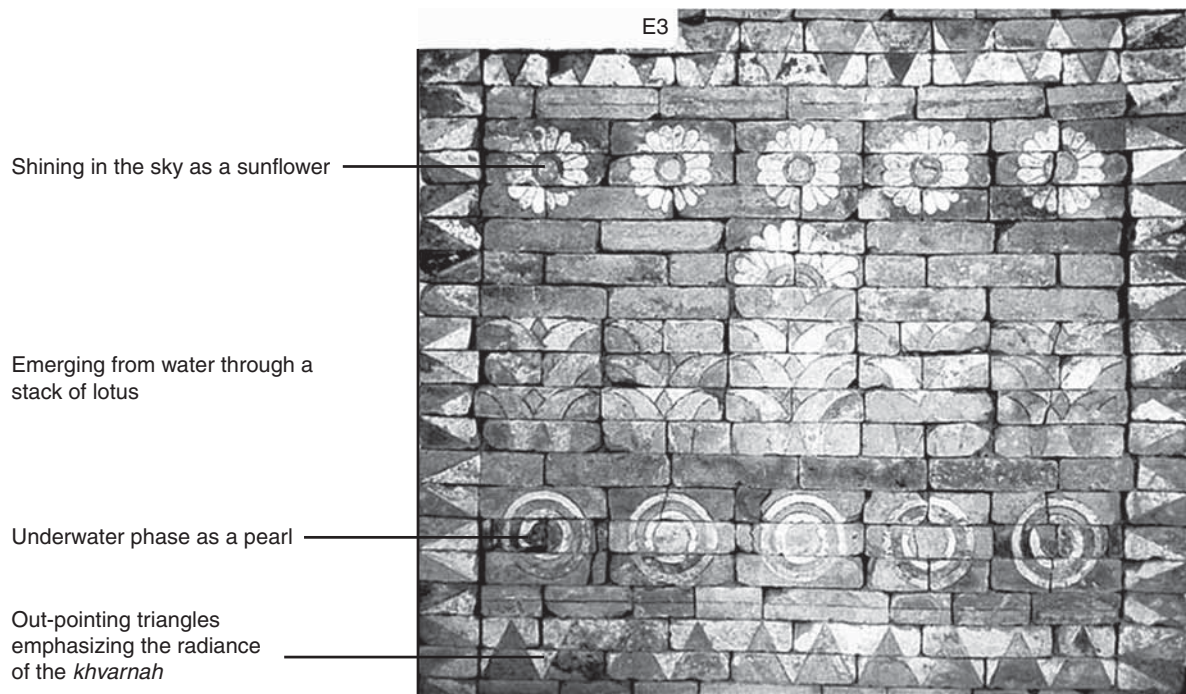 E3
Shining in the sky as a sunflower
Emerging from water through a
stack of lotus
Underwater phase as a pearl
Out-pointing triangles
emphasizing the radiance
of the khvarnah